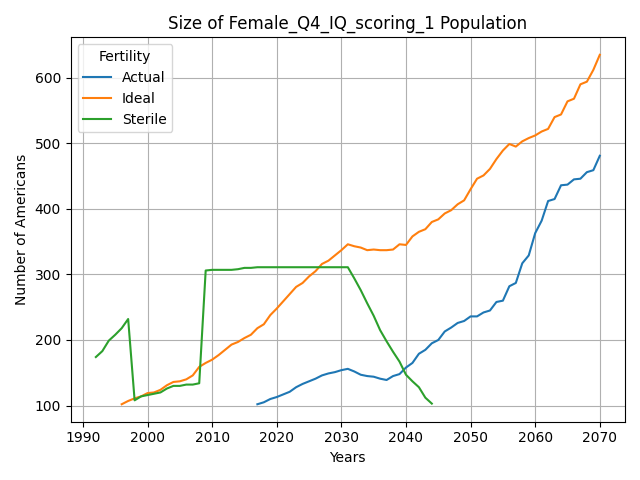 Size of Female_Q4_IQ_scoring_1 Population
Fertility
Actual
Ideal
Sterile
Number of Americans
600
500
400
300
200
100
1990 2000 2010 2020 2030 2040 2050 2060 2070
Years